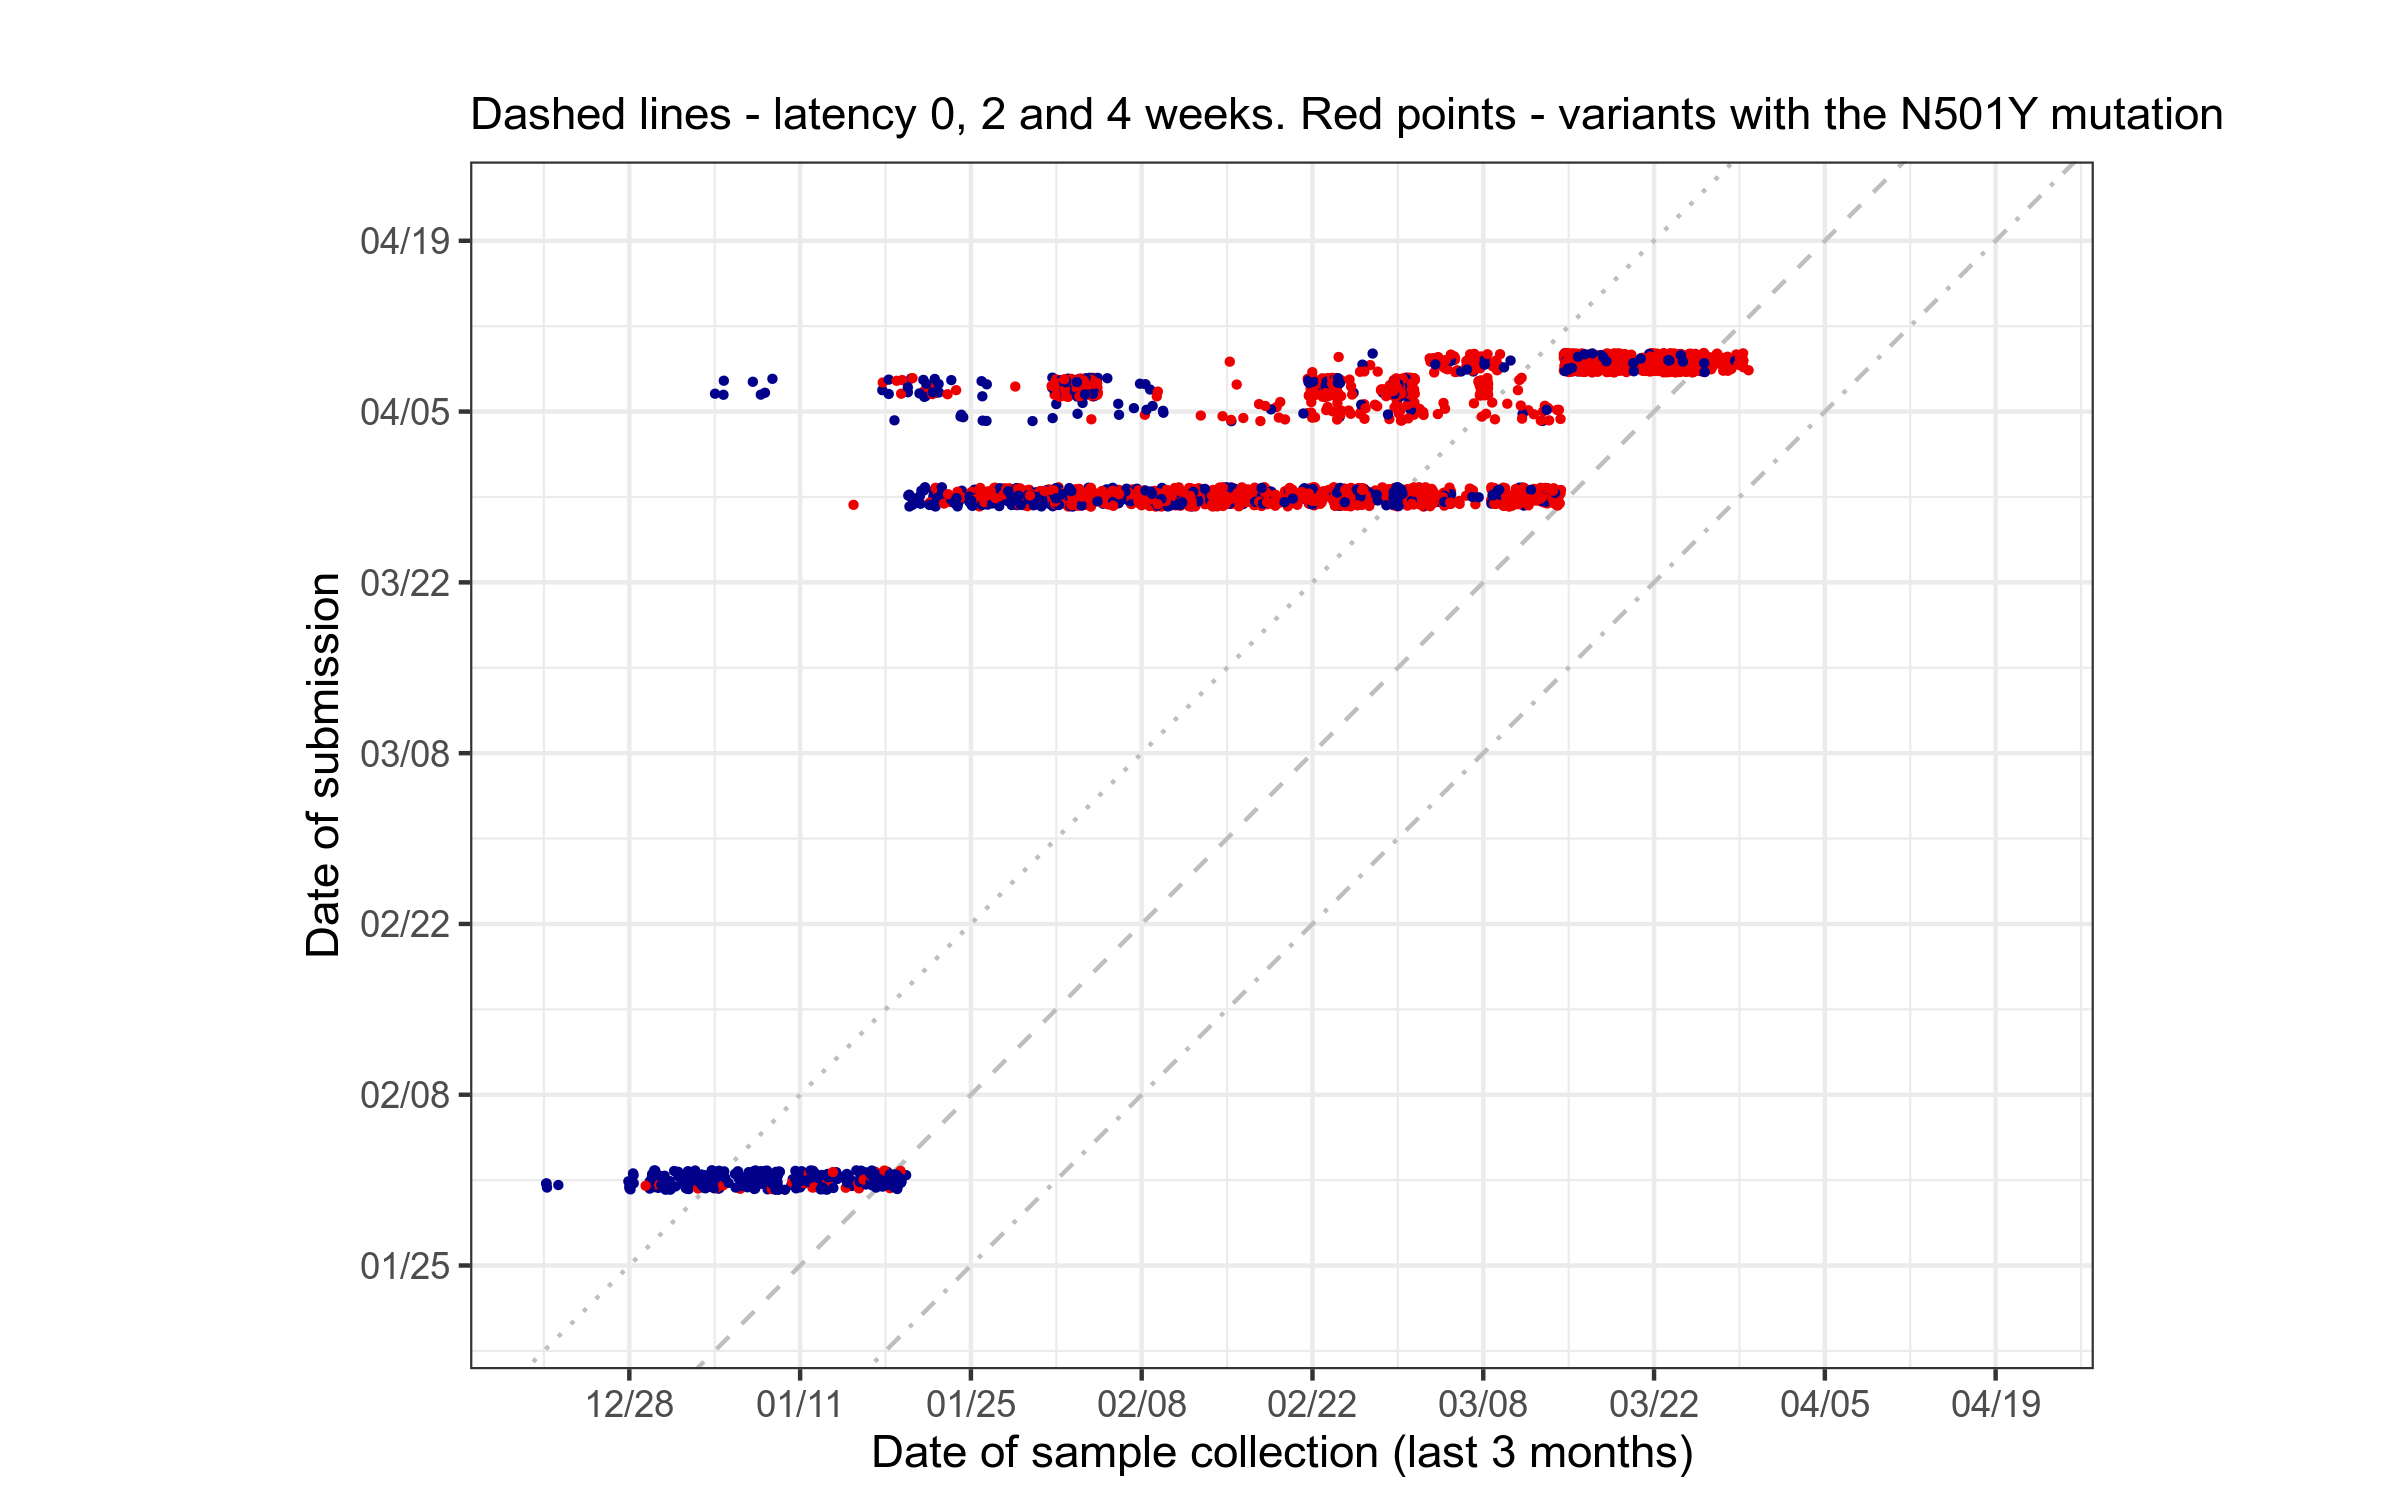 Dashed lines - latency 0, 2 and 4 weeks. Red points - variants with the N501Y mutation
Date of submission
04/19
04/05
03/22
03/08
02/22
02/08
01/25
12/28 01/11 01/25 02/08 02/22 03/08 03/22 04/05 04/19
Date of sample collection (last 3 months)